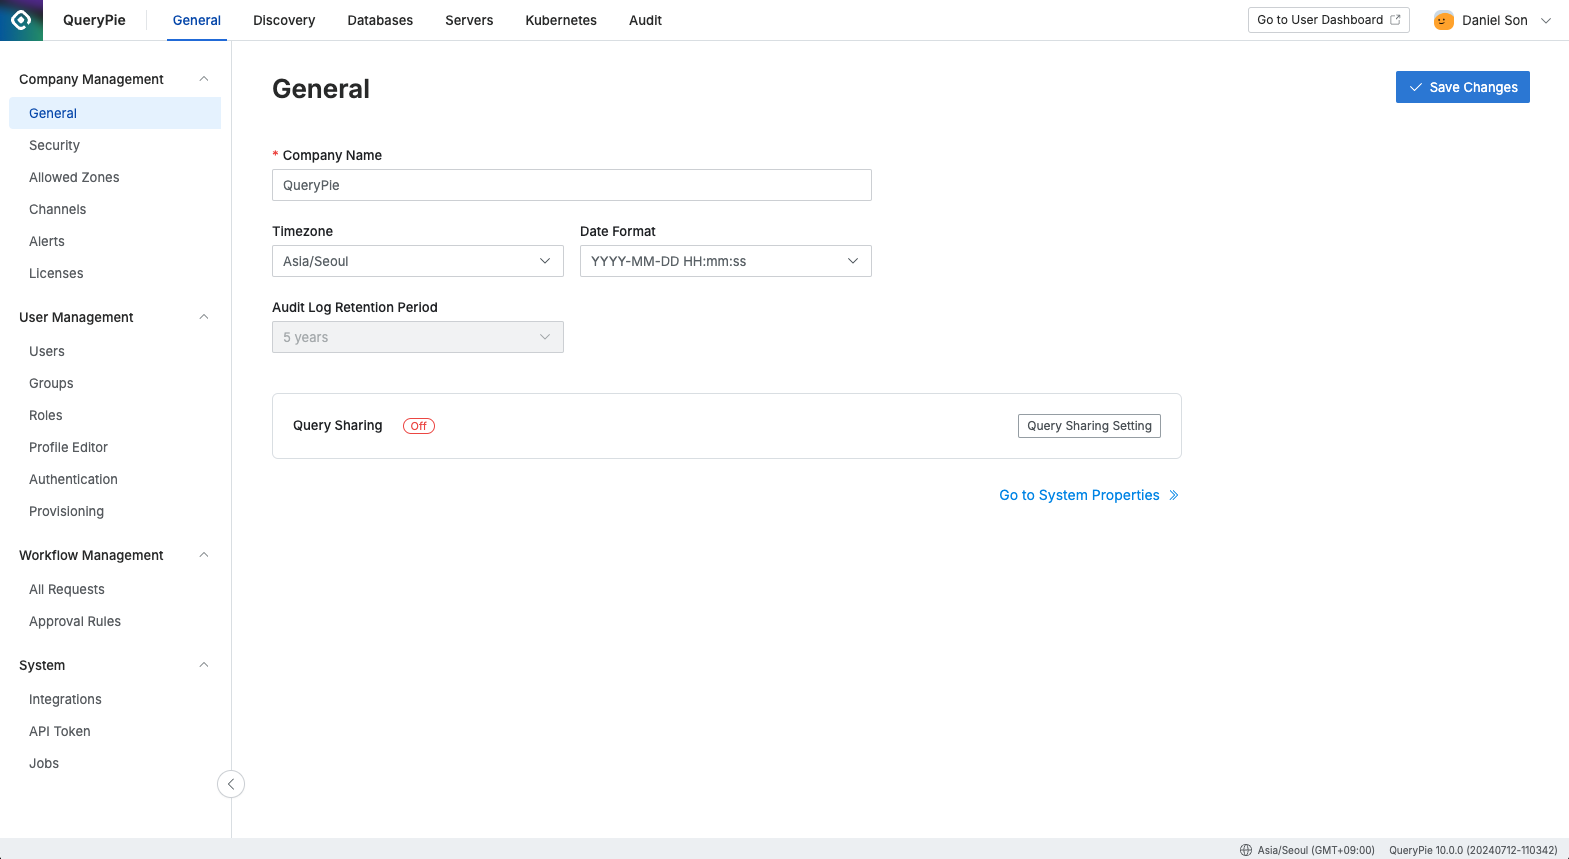 QueryPie
General
Discovery
Databases
Servers
Kubernetes
Audit
Go to User Dashboard
Daniel Son
Company Management
General
Security
Allowed Zones
Channels
Alerts
Licenses
User Management
Users
Groups
Roles
Profile Editor
Authentication
Provisioning
Workflow Management
All Requests
Approval Rules
System
Integrations
API Token
Jobs
General
Save Changes
* Company Name
QueryPie
Timezone
Date Format
Asia/Seoul
YYYY-MM-DD HH:mm:ss
Audit Log Retention Period
5 years
Query Sharing
Off
Query Sharing Setting
Go to System Properties
Asia/Seoul (GMT+09:00)
QueryPie 10.0.0 (20240712-110342)